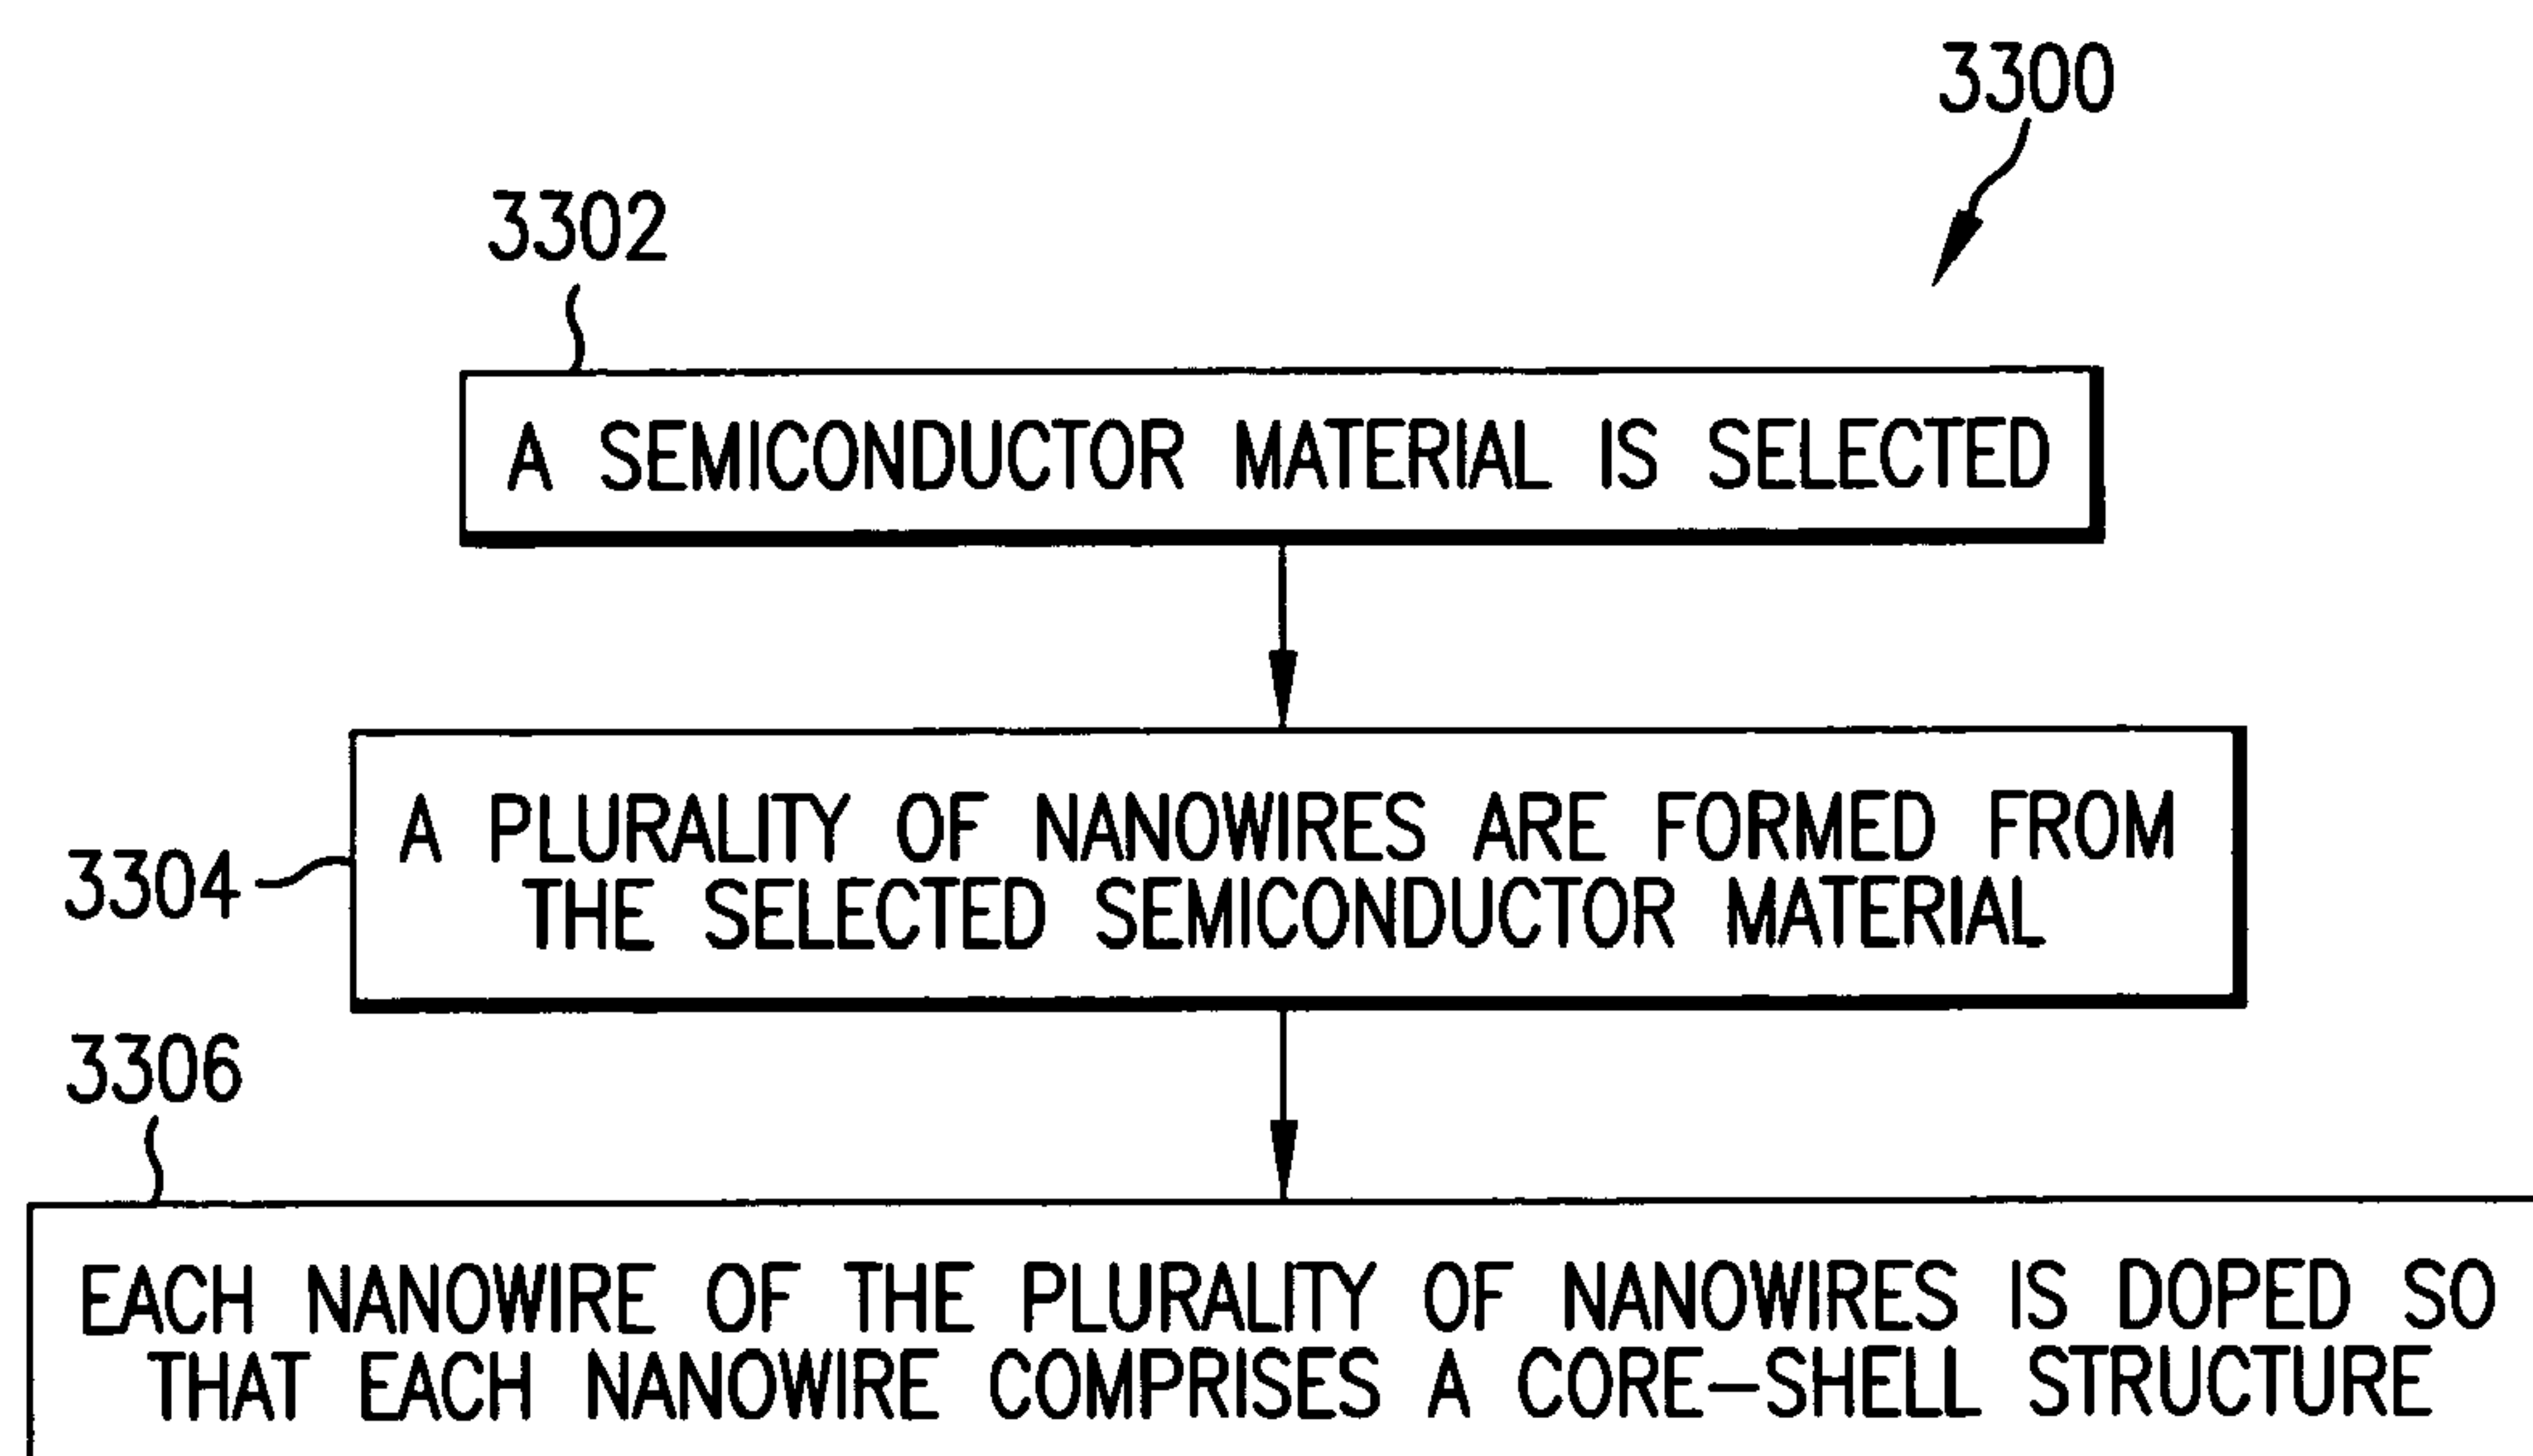 3300
3302
A SEMICONDUCTOR MATERIAL IS SELECTED
3304
A PLURALITY OF NANOWIRES ARE FORMED FROM
THE SELECTED SEMICONDUCTOR MATERIAL
3306
EACH NANOWIRE OF THE PLURALITY OF NANOWIRES IS DOPED SO
THAT EACH NANOWIRE COMPRISES A CORE–SHELL STRUCTURE